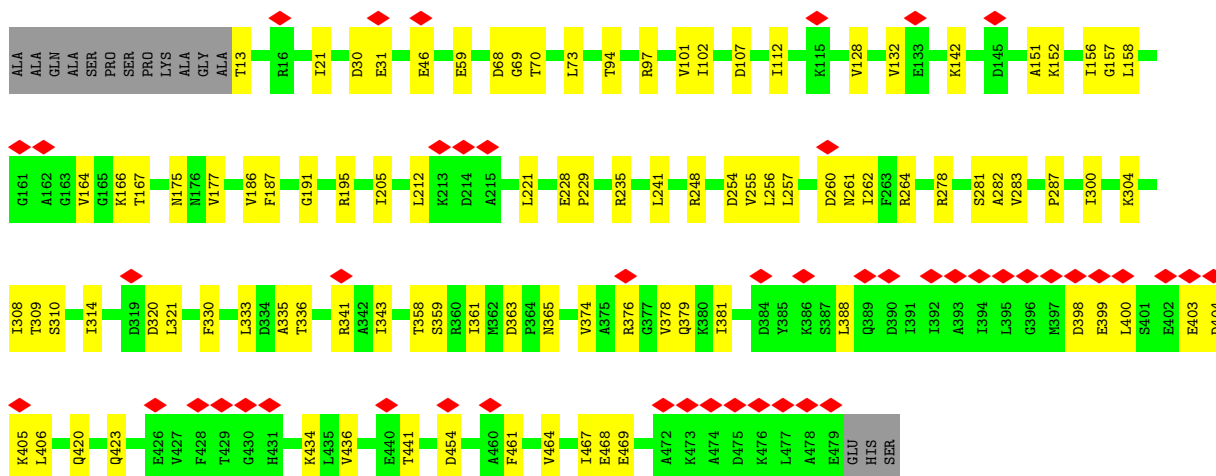 ALA ALA GLN ALA SER PRO SER PRO LYS ALA GLY ALA T13 R16 I21 D30 E31 E46 E59 D68 G69 T70 L73 T94 R97 V101 I102 D107 I112 K115 V128 V132 E133 K142 D145 A151 K152 I156 G157 L158
G161 A162 G163 V164 G165 K166 T167 N175 N176 V177 V186 F187 G191 R195 I205 L212 K213 D214 A215 L221 E228 P229 R235 L241 R248 D254 V255 L256 L257 D260 N261 I262 F263 R264 R278 S281 A282 V283 P287 I300 K304
I308 T309 S310 I314 D319 D320 L321 F330 L333 D334 A335 T336 R341 A342 I343 T358 S359 R360 I361 M362 D363 P364 N365 V374 A375 R376 G377 V378 Q379 K380 I381 D384 Y385 K386 S387 L388 Q389 D390 I391 I392 A393 I394 L395 G396 M397 D398 E399 L400 S401 E402 E403 D404
K405 L406 Q420 Q423 E426 V427 F428 T429 G430 H431 K434 L435 V436 E440 T441 D454 A460 F461 V464 I467 E468 E469 A472 K473 A474 D475 K476 L477 A478 E479 GLU HIS SER